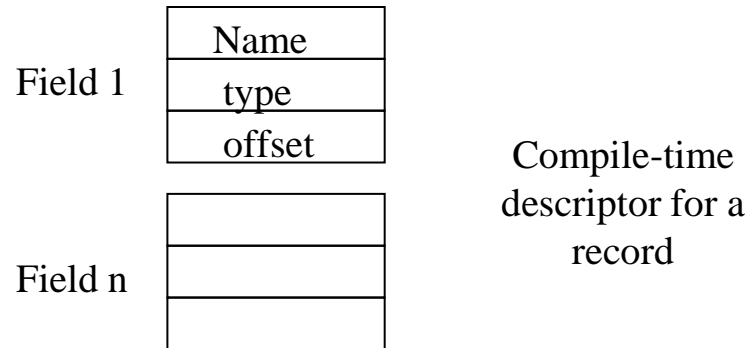 Field 1
Name
type
offset
Field n
Compile-time
descriptor for a
record